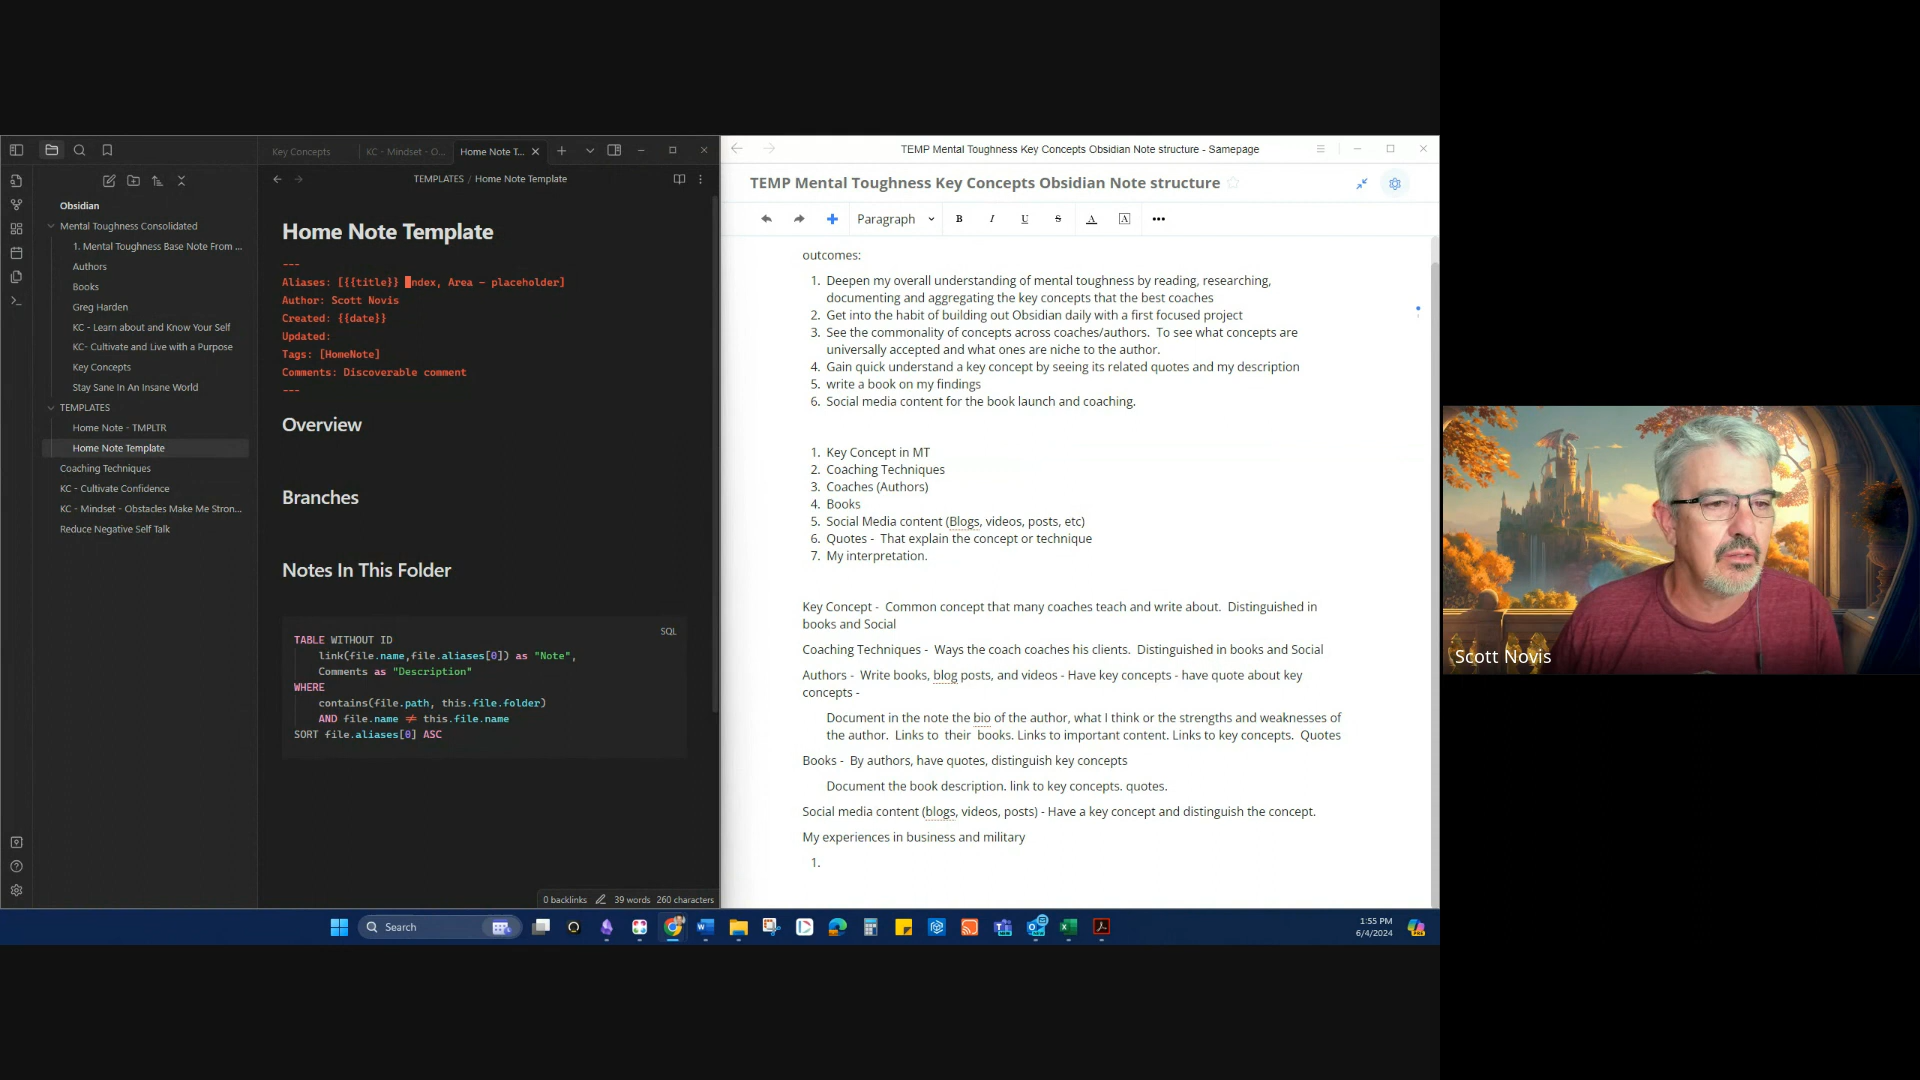 Key Concepts
KC - Mindset - O...
Home Note T...
TEMPLATES / Home Note Template
Obsidian
Mental Toughness Consolidated
1. Mental Toughness Base Note From ...
Authors
Books
Greg Harden
KC - Learn about and Know Your Self
KC- Cultivate and Live with a Purpose
Key Concepts
Stay Sane In An Insane World
TEMPLATES
Home Note - TMPLTR
Home Note Template
Coaching Techniques
KC - Cultivate Confidence
KC - Mindset - Obstacles Make Me Stron...
Reduce Negative Self Talk
Home Note Template
---
Aliases: [{{title}} ndex, Area - placeholder]
Author: Scott Novis
Created: {{date}}
Updated:
Tags: [HomeNote]
Comments: Discoverable comment
---
Overview
Branches
Notes In This Folder
SQL
TABLE WITHOUT ID
link(file.name,file.aliases[0]) as "Note",
Comments as "Description"
WHERE
contains(file.path, this.file.folder)
AND file.name ≠ this.file.name
SORT file.aliases[0] ASC
0 backlinks
39 words
260 characters
TEMP Mental Toughness Key Concepts Obsidian Note structure - Samepage
TEMP Mental Toughness Key Concepts Obsidian Note structure
Paragraph
B
I
U
S
A
A
outcomes:
1. Deepen my overall understanding of mental toughness by reading, researching,
documenting and aggregating the key concepts that the best coaches
2. Get into the habit of building out Obsidian daily with a first focused project
3. See the commonality of concepts across coaches/authors. To see what concepts are
universally accepted and what ones are niche to the author.
4. Gain quick understand a key concept by seeing its related quotes and my description
5. write a book on my findings
6. Social media content for the book launch and coaching.
1. Key Concept in MT
2. Coaching Techniques
3. Coaches (Authors)
4. Books
5. Social Media content (Blogs, videos, posts, etc)
6. Quotes - That explain the concept or technique
7. My interpretation.
Key Concept - Common concept that many coaches teach and write about. Distinguished in
books and Social
Coaching Techniques - Ways the coach coaches his clients. Distinguished in books and Social
Authors - Write books, blog posts, and videos - Have key concepts - have quote about key
concepts -
Document in the note the bio of the author, what I think or the strengths and weaknesses of
the author. Links to their books. Links to important content. Links to key concepts. Quotes
Books - By authors, have quotes, distinguish key concepts
Document the book description. link to key concepts. quotes.
Social media content (blogs, videos, posts) - Have a key concept and distinguish the concept.
My experiences in business and military
1.
Search
1:55 PM
6/4/2024
Scott Novis